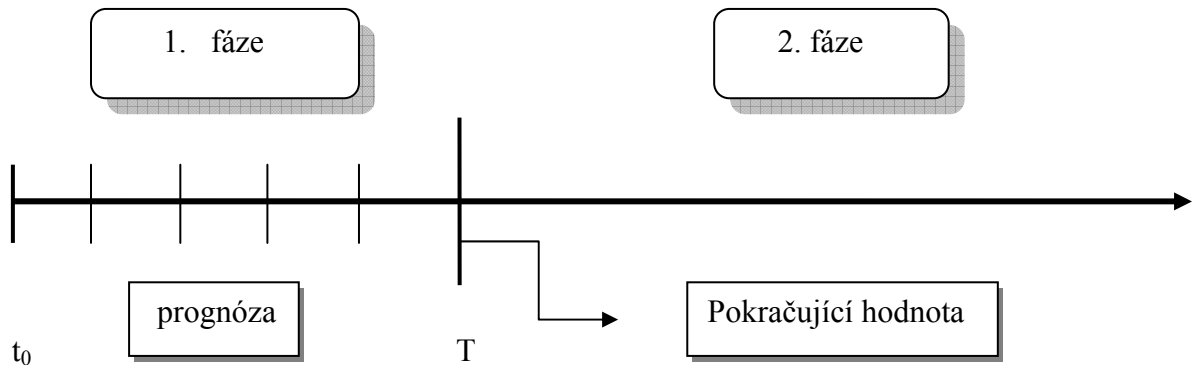 1. fáze
2. fáze
prognóza
Pokračující hodnota
t₀
T